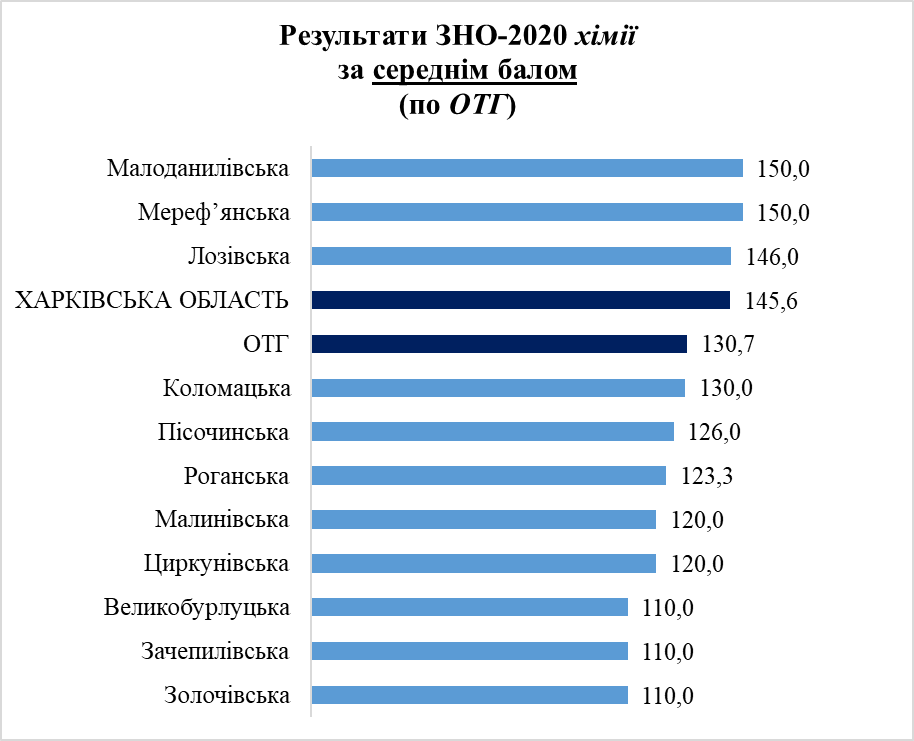 Результати ЗНО-2020 хімії
за середнім балом
(по ОТГ)
Малоданилівська 150,0
Мереф’янська 150,0
Лозівська 146,0
ХАРКІВСЬКА ОБЛАСТЬ 145,6
ОТГ 130,7
Коломацька 130,0
Пісочинська 126,0
Роганська 123,3
Малинівська 120,0
Циркунівська 120,0
Великобурлуцька 110,0
Зачепилівська 110,0
Золочівська 110,0